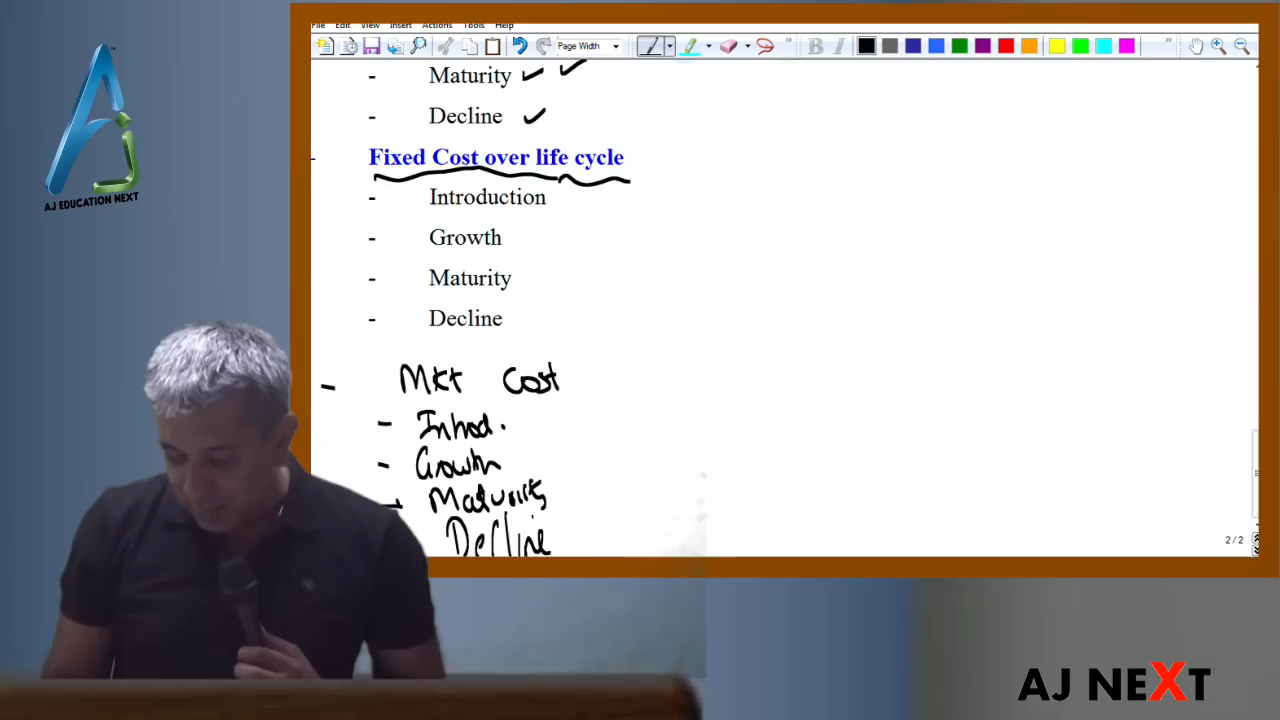 File Edit View Insert Actions Tools Help
Page Width
- Maturity
- Decline
- Fixed Cost over life cycle
- Introduction
- Growth
- Maturity
- Decline
- Mkt Cost
- Introd.
- Growth
- Maturity
Decline
2/2
AJ EDUCATION NEXT
AJ NEXT